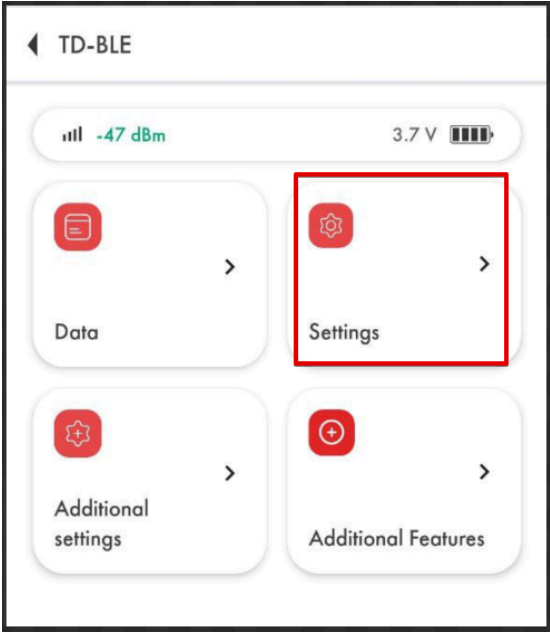 TD-BLE
-47 dBm
3.7 V
Data
Settings
Additional
settings
Additional Features